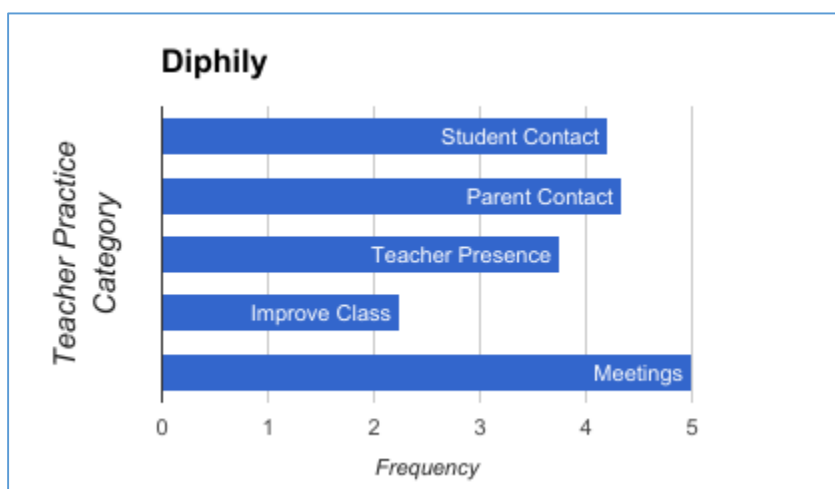 Diphily
Teacher Practice
Category
Student Contact
Parent Contact
Teacher Presence
Improve Class
Meetings
0 1 2 3 4 5
Frequency